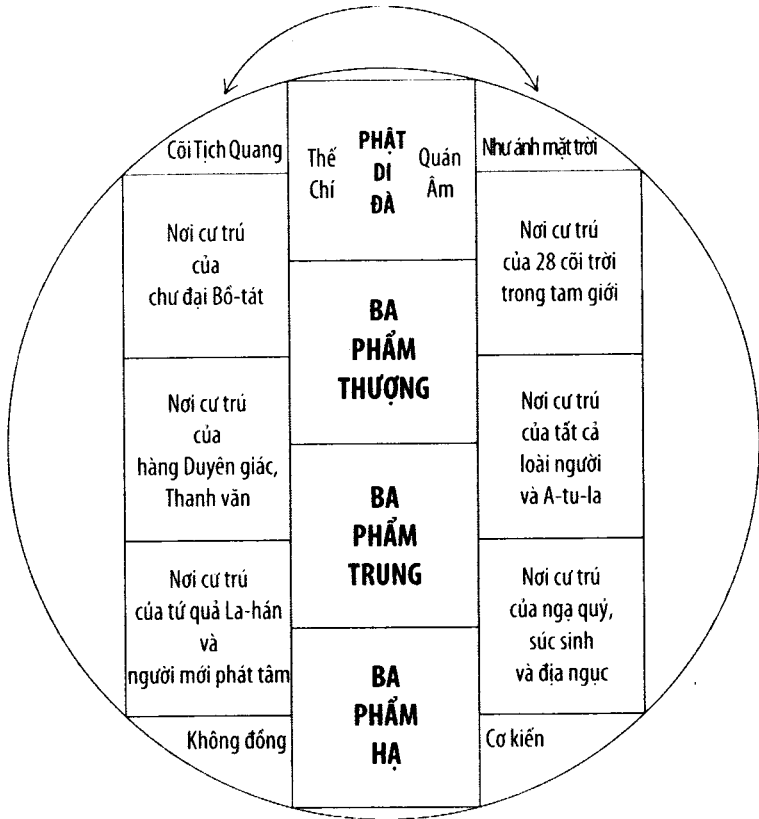 Cõi Tịch Quang
Thế
Chí
PHẬT
DI
ĐÀ
Quán
Âm
Như ánh mặt trời
Nơi cư trú
của
chư đại Bồ-tát
Nơi cư trú
của
hàng Duyên giác,
Thanh văn
Nơi cư trú
của tứ quả La-hán
và
người mới phát tâm
Không đồng
BA
PHẨM
THƯỢNG
BA
PHẨM
TRUNG
BA
PHẨM
HẠ
Nơi cư trú
của 28 cõi trời
trong tam giới
Nơi cư trú
của tất cả
loài người
và A-tu-la
Nơi cư trú
của ngạ quỷ,
súc sinh
và địa ngục
Cơ kiến